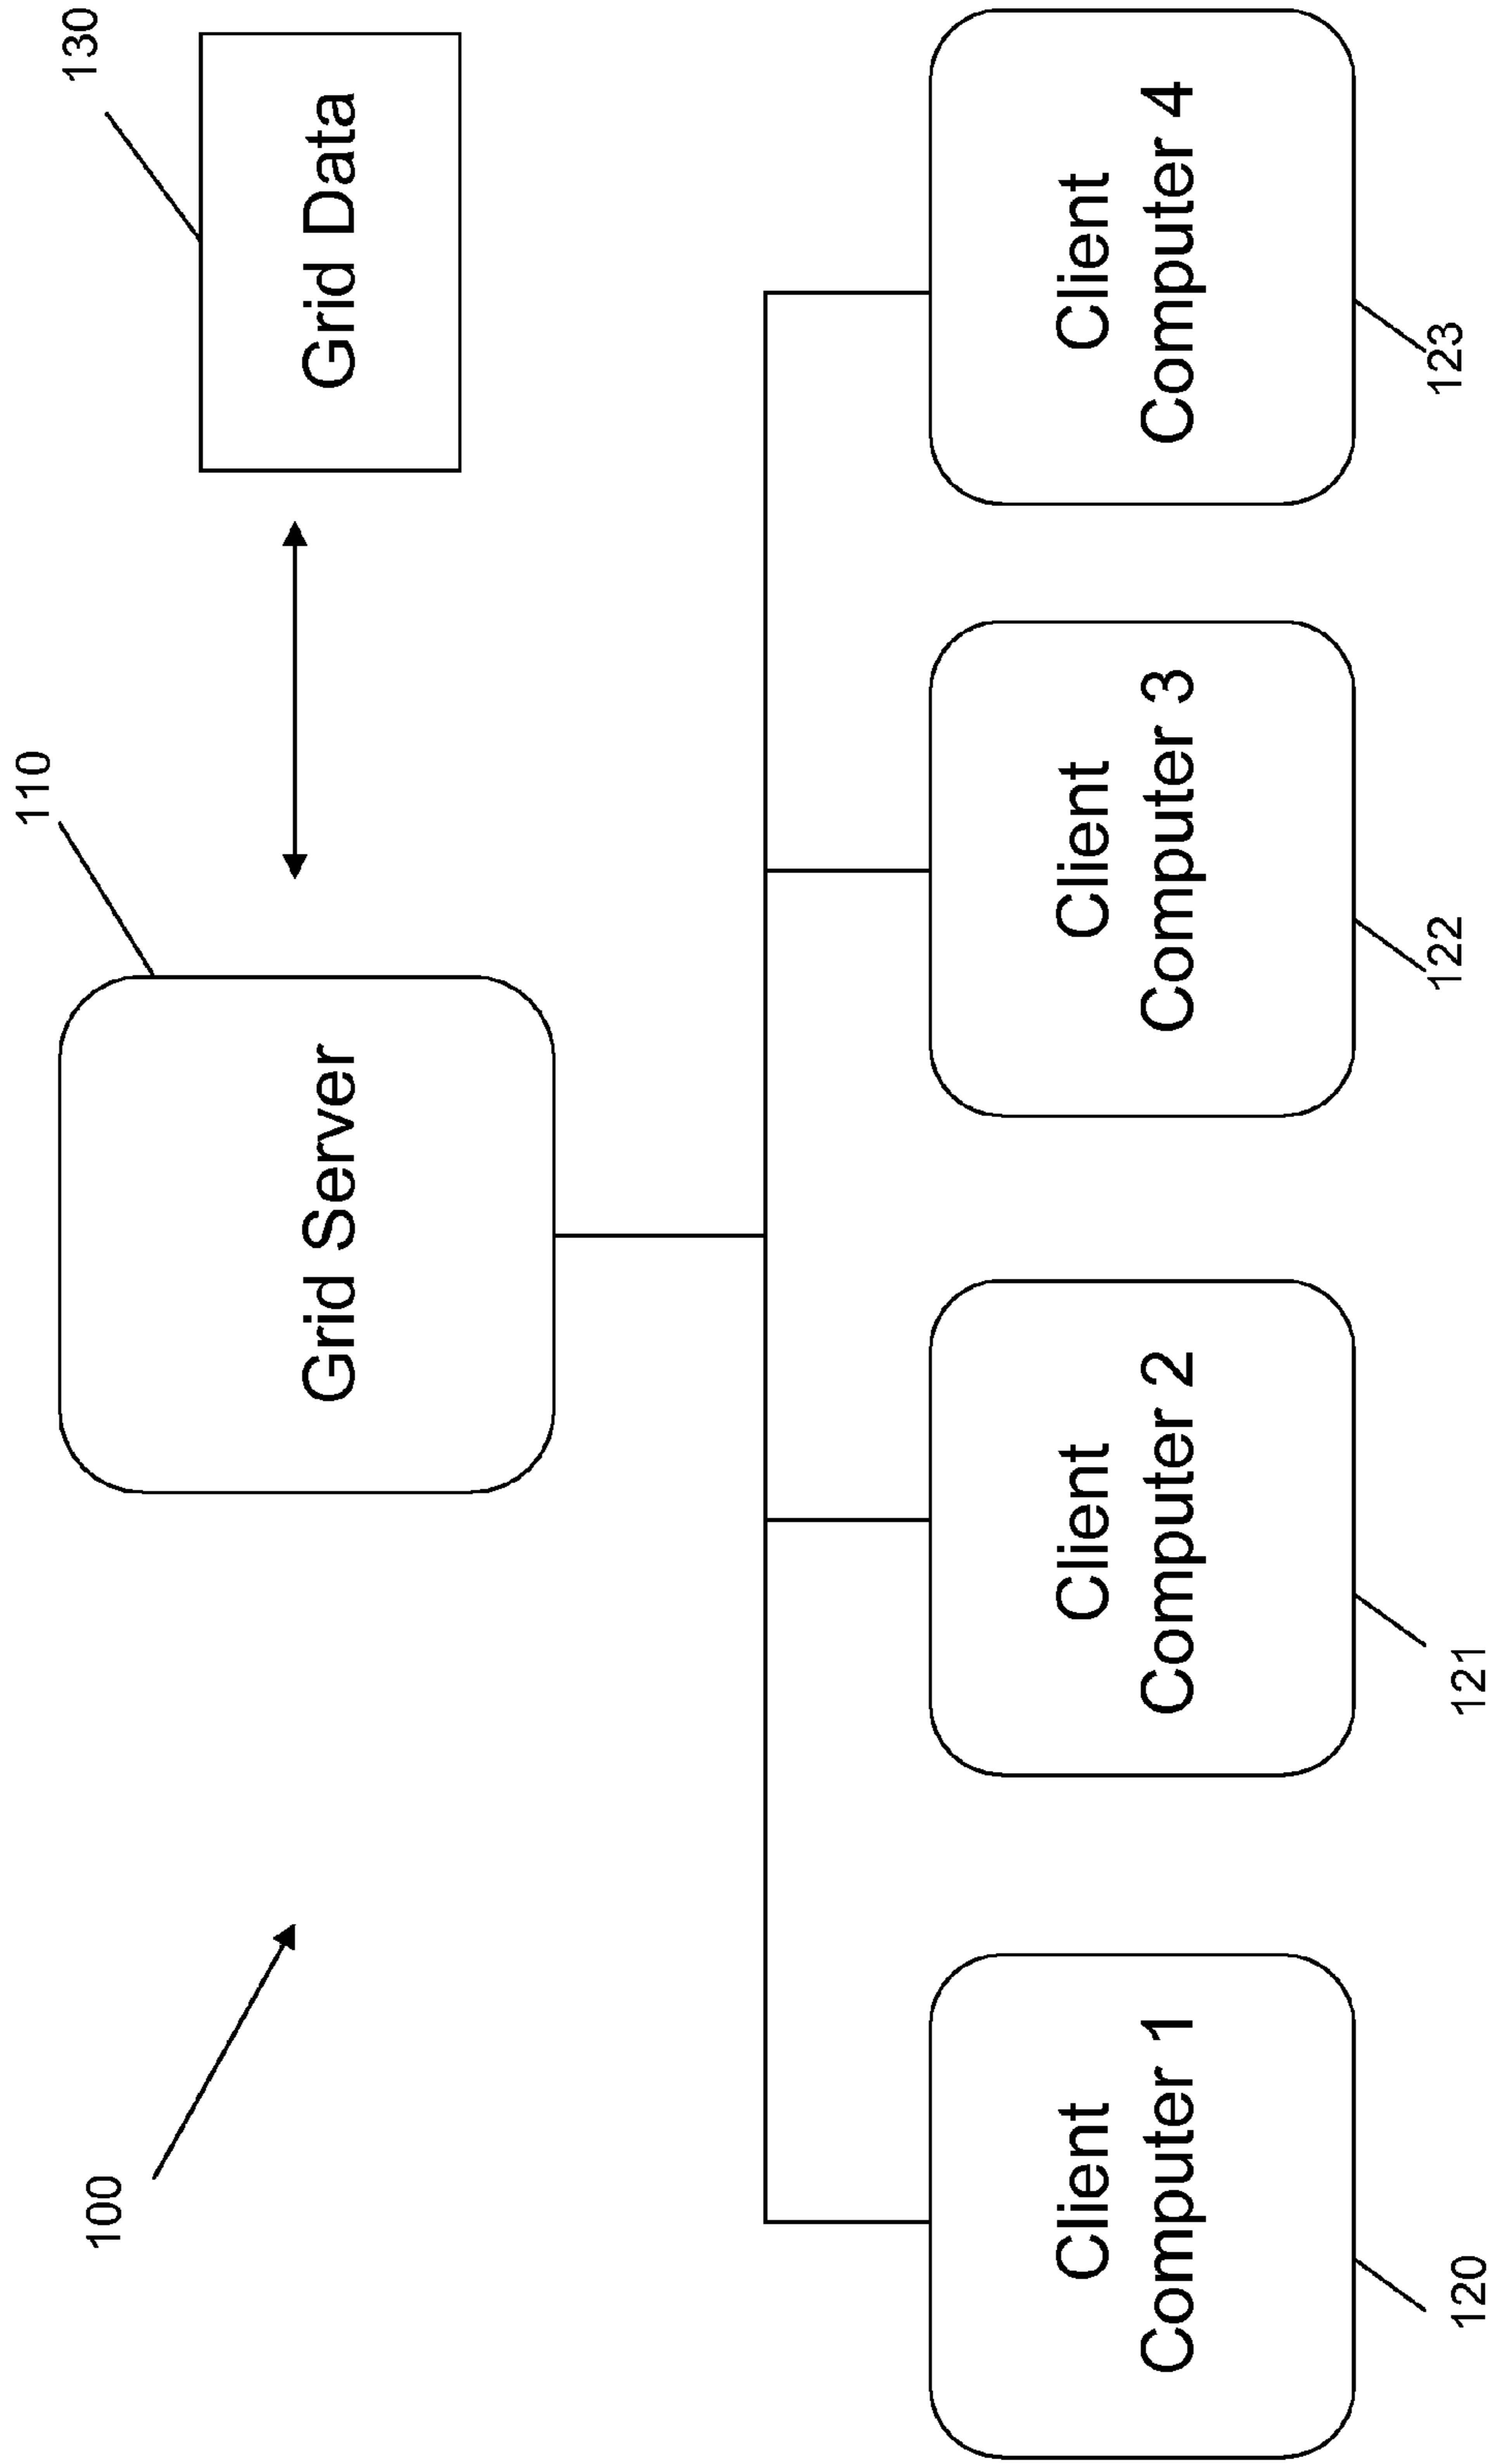 100
110
130
Grid Server
Grid Data
Client
Computer 1
Client
Computer 2
Client
Computer 3
Client
Computer 4
120
121
122
123